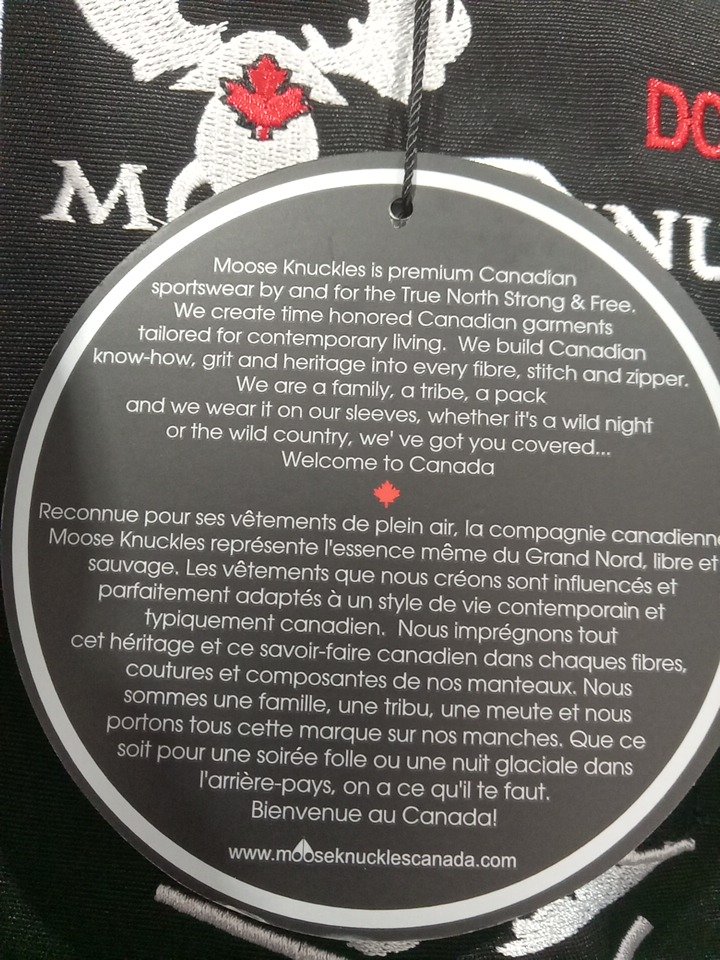 DO
M
NNU
Moose Knuckles is premium Canadian
sportswear by and for the True North Strong & Free.
We create time honored Canadian garments
tailored for contemporary living. We build Canadian
know-how, grit and heritage into every fibre, stitch and zipper.
We are a family, a tribe, a pack
and we wear it on our sleeves, whether it's a wild night
or the wild country, we' ve got you covered...
Welcome to Canada
Reconnue pour ses vêtements de plein air, la compagnie canadienne
Moose Knuckles représente l'essence même du Grand Nord, libre et
sauvage. Les vêtements que nous créons sont influencés et
parfaitement adaptés à un style de vie contemporain et
typiquement canadien. Nous imprégnons tout
cet héritage et ce savoir-faire canadien dans chaques fibres,
coutures et composantes de nos manteaux. Nous
sommes une famille, une tribu, une meute et nous
portons tous cette marque sur nos manches. Que ce
soit pour une soirée folle ou une nuit glaciale dans
l'arrière-pays, on a ce qu'il te faut.
Bienvenue au Canada!
www.mooseknucklescanada.com